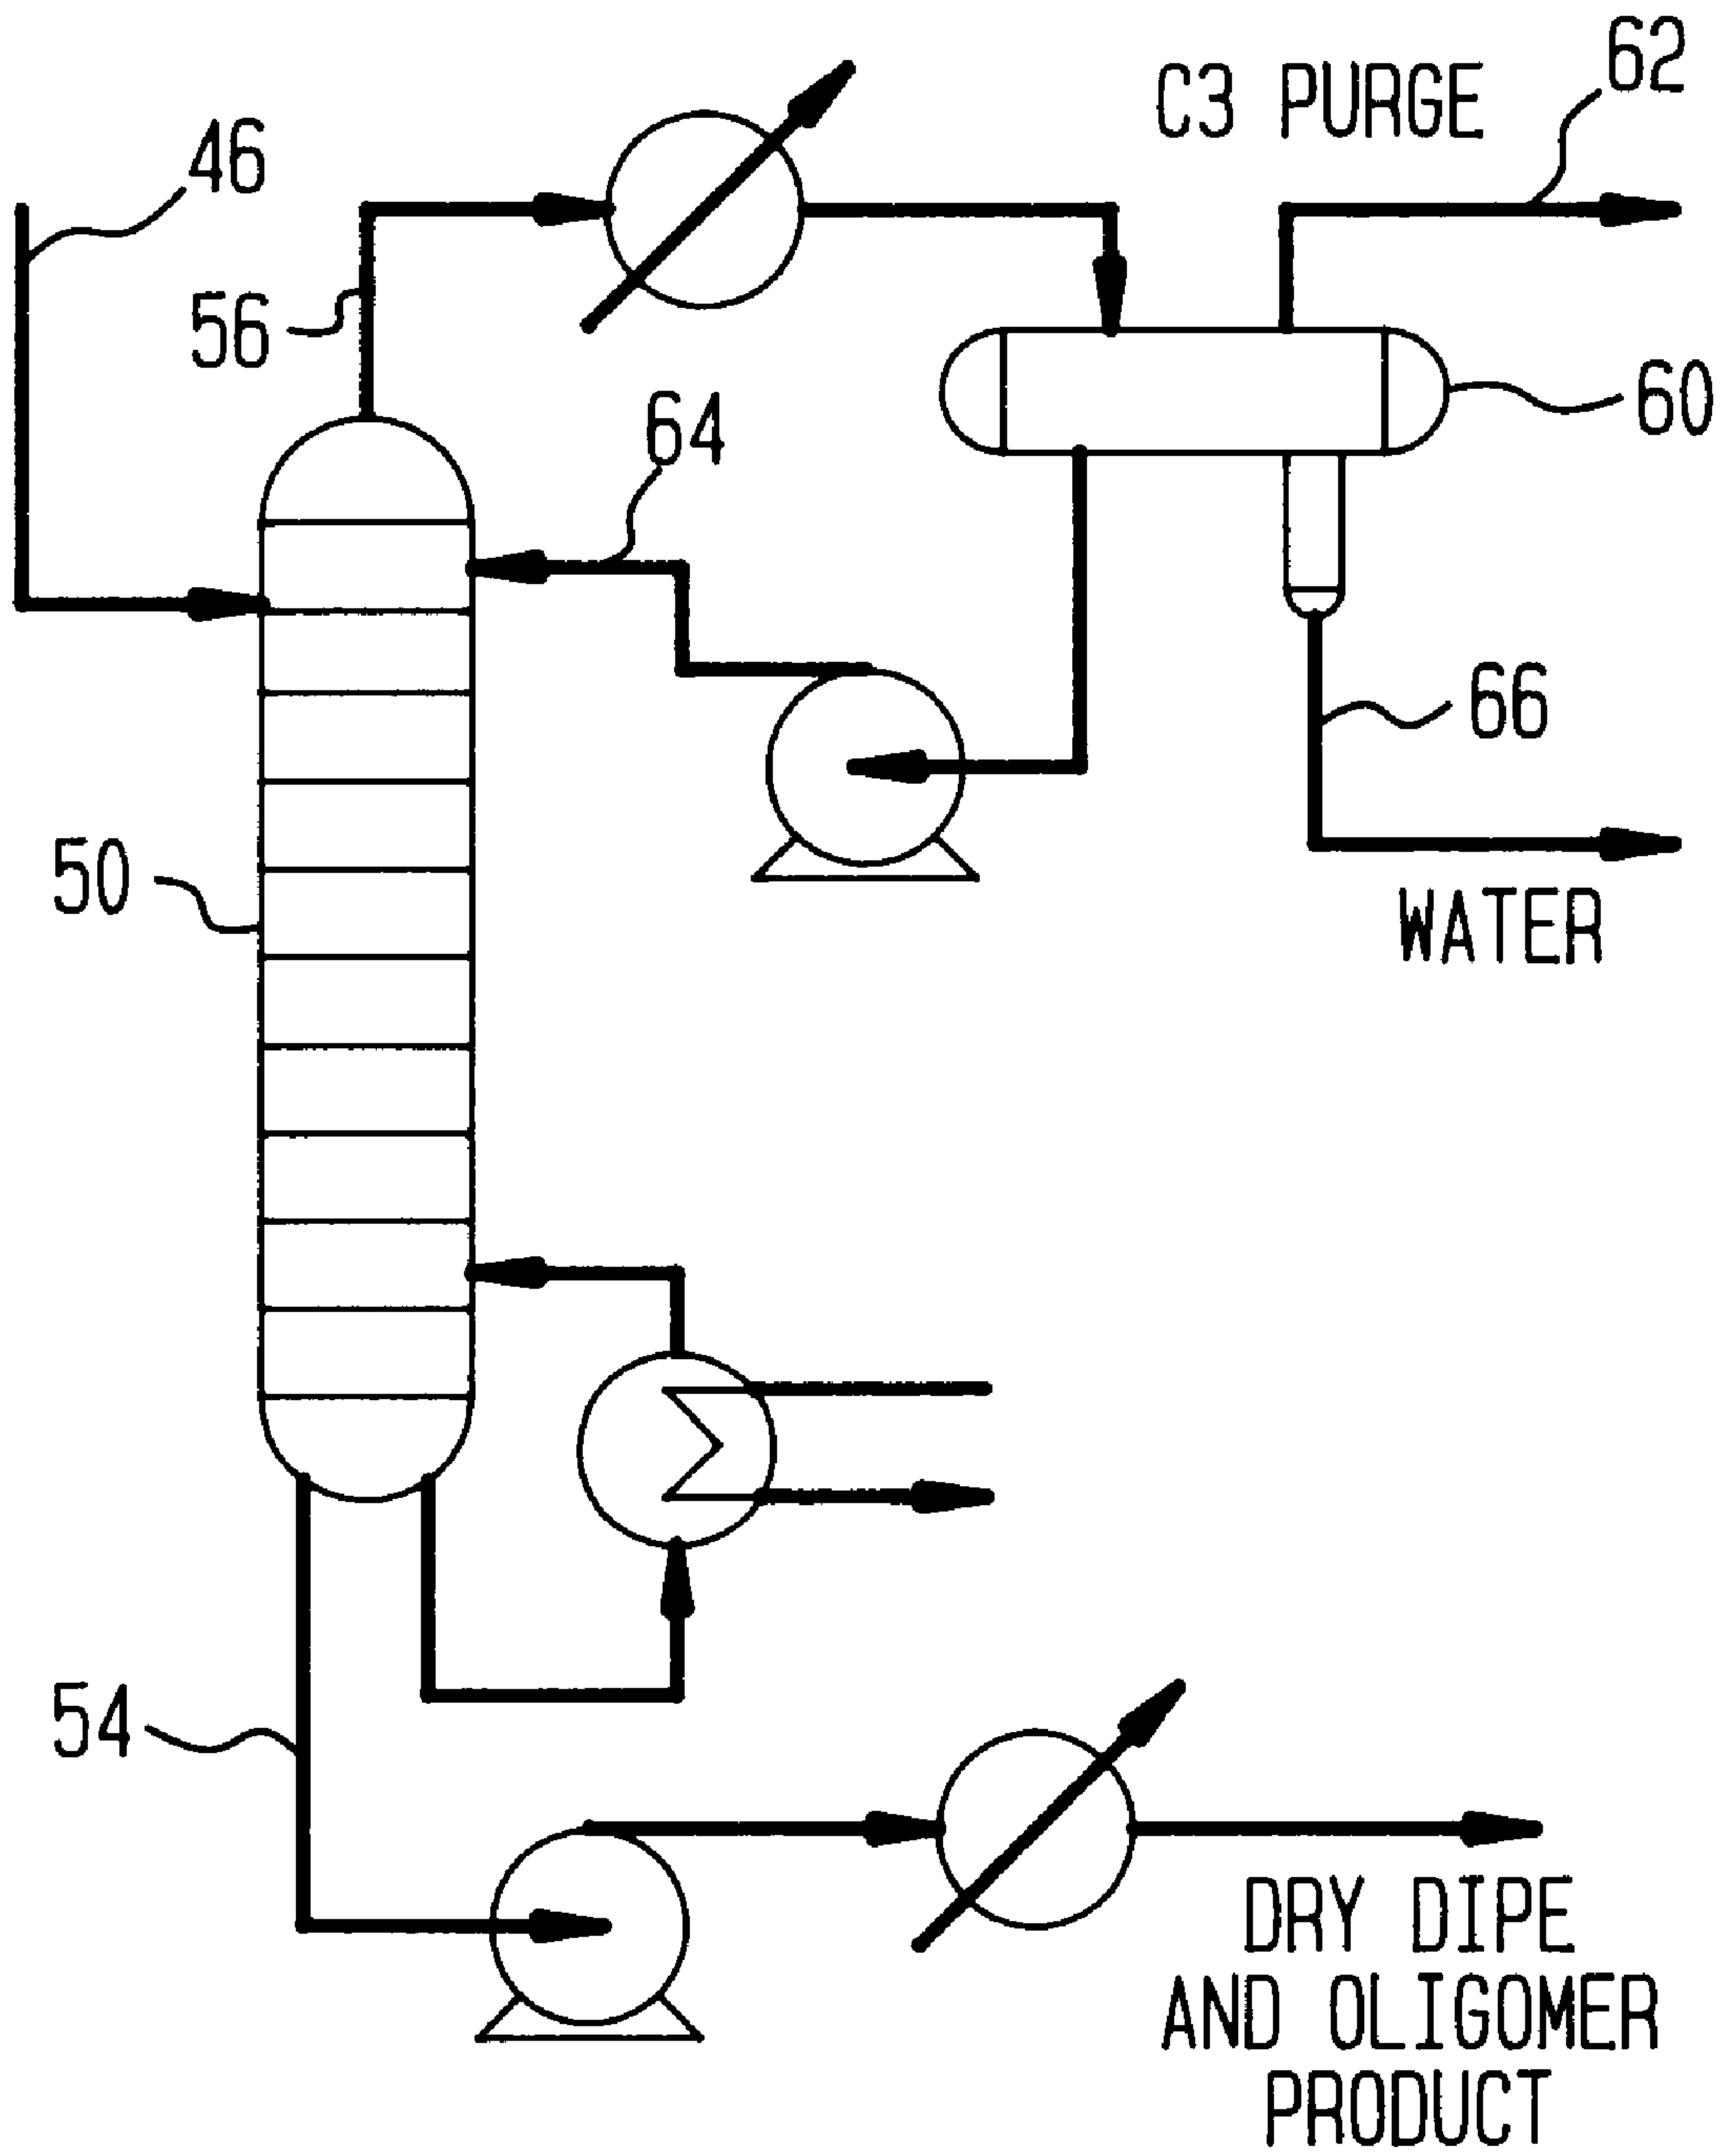 62
C3 PURGE
46
56
60
64
66
50
WATER
54
DRY DIPE
AND OLIGOMER
PRODUCT